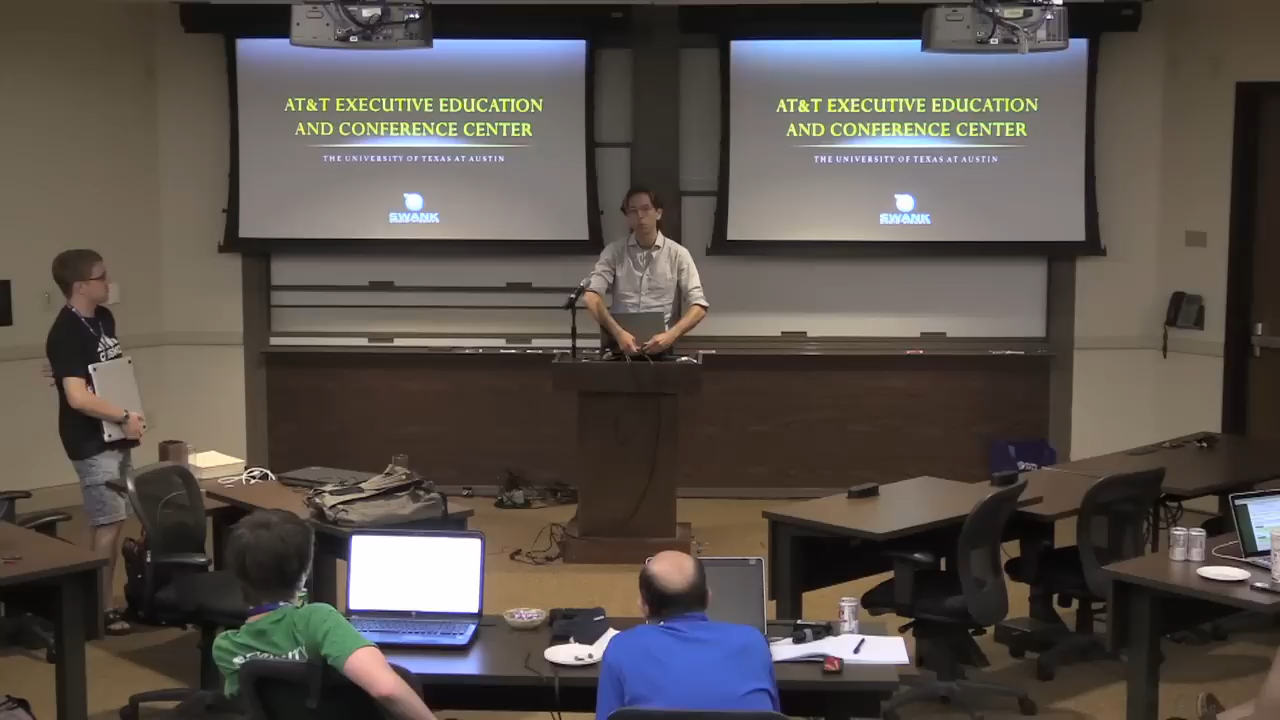 AT&T EXECUTIVE EDUCATION
AND CONFERENCE CENTER
THE UNIVERSITY OF TEXAS AT AUSTIN
SWANK
AT&T EXECUTIVE EDUCATION
AND CONFERENCE CENTER
THE UNIVERSITY OF TEXAS AT AUSTIN
SWANK